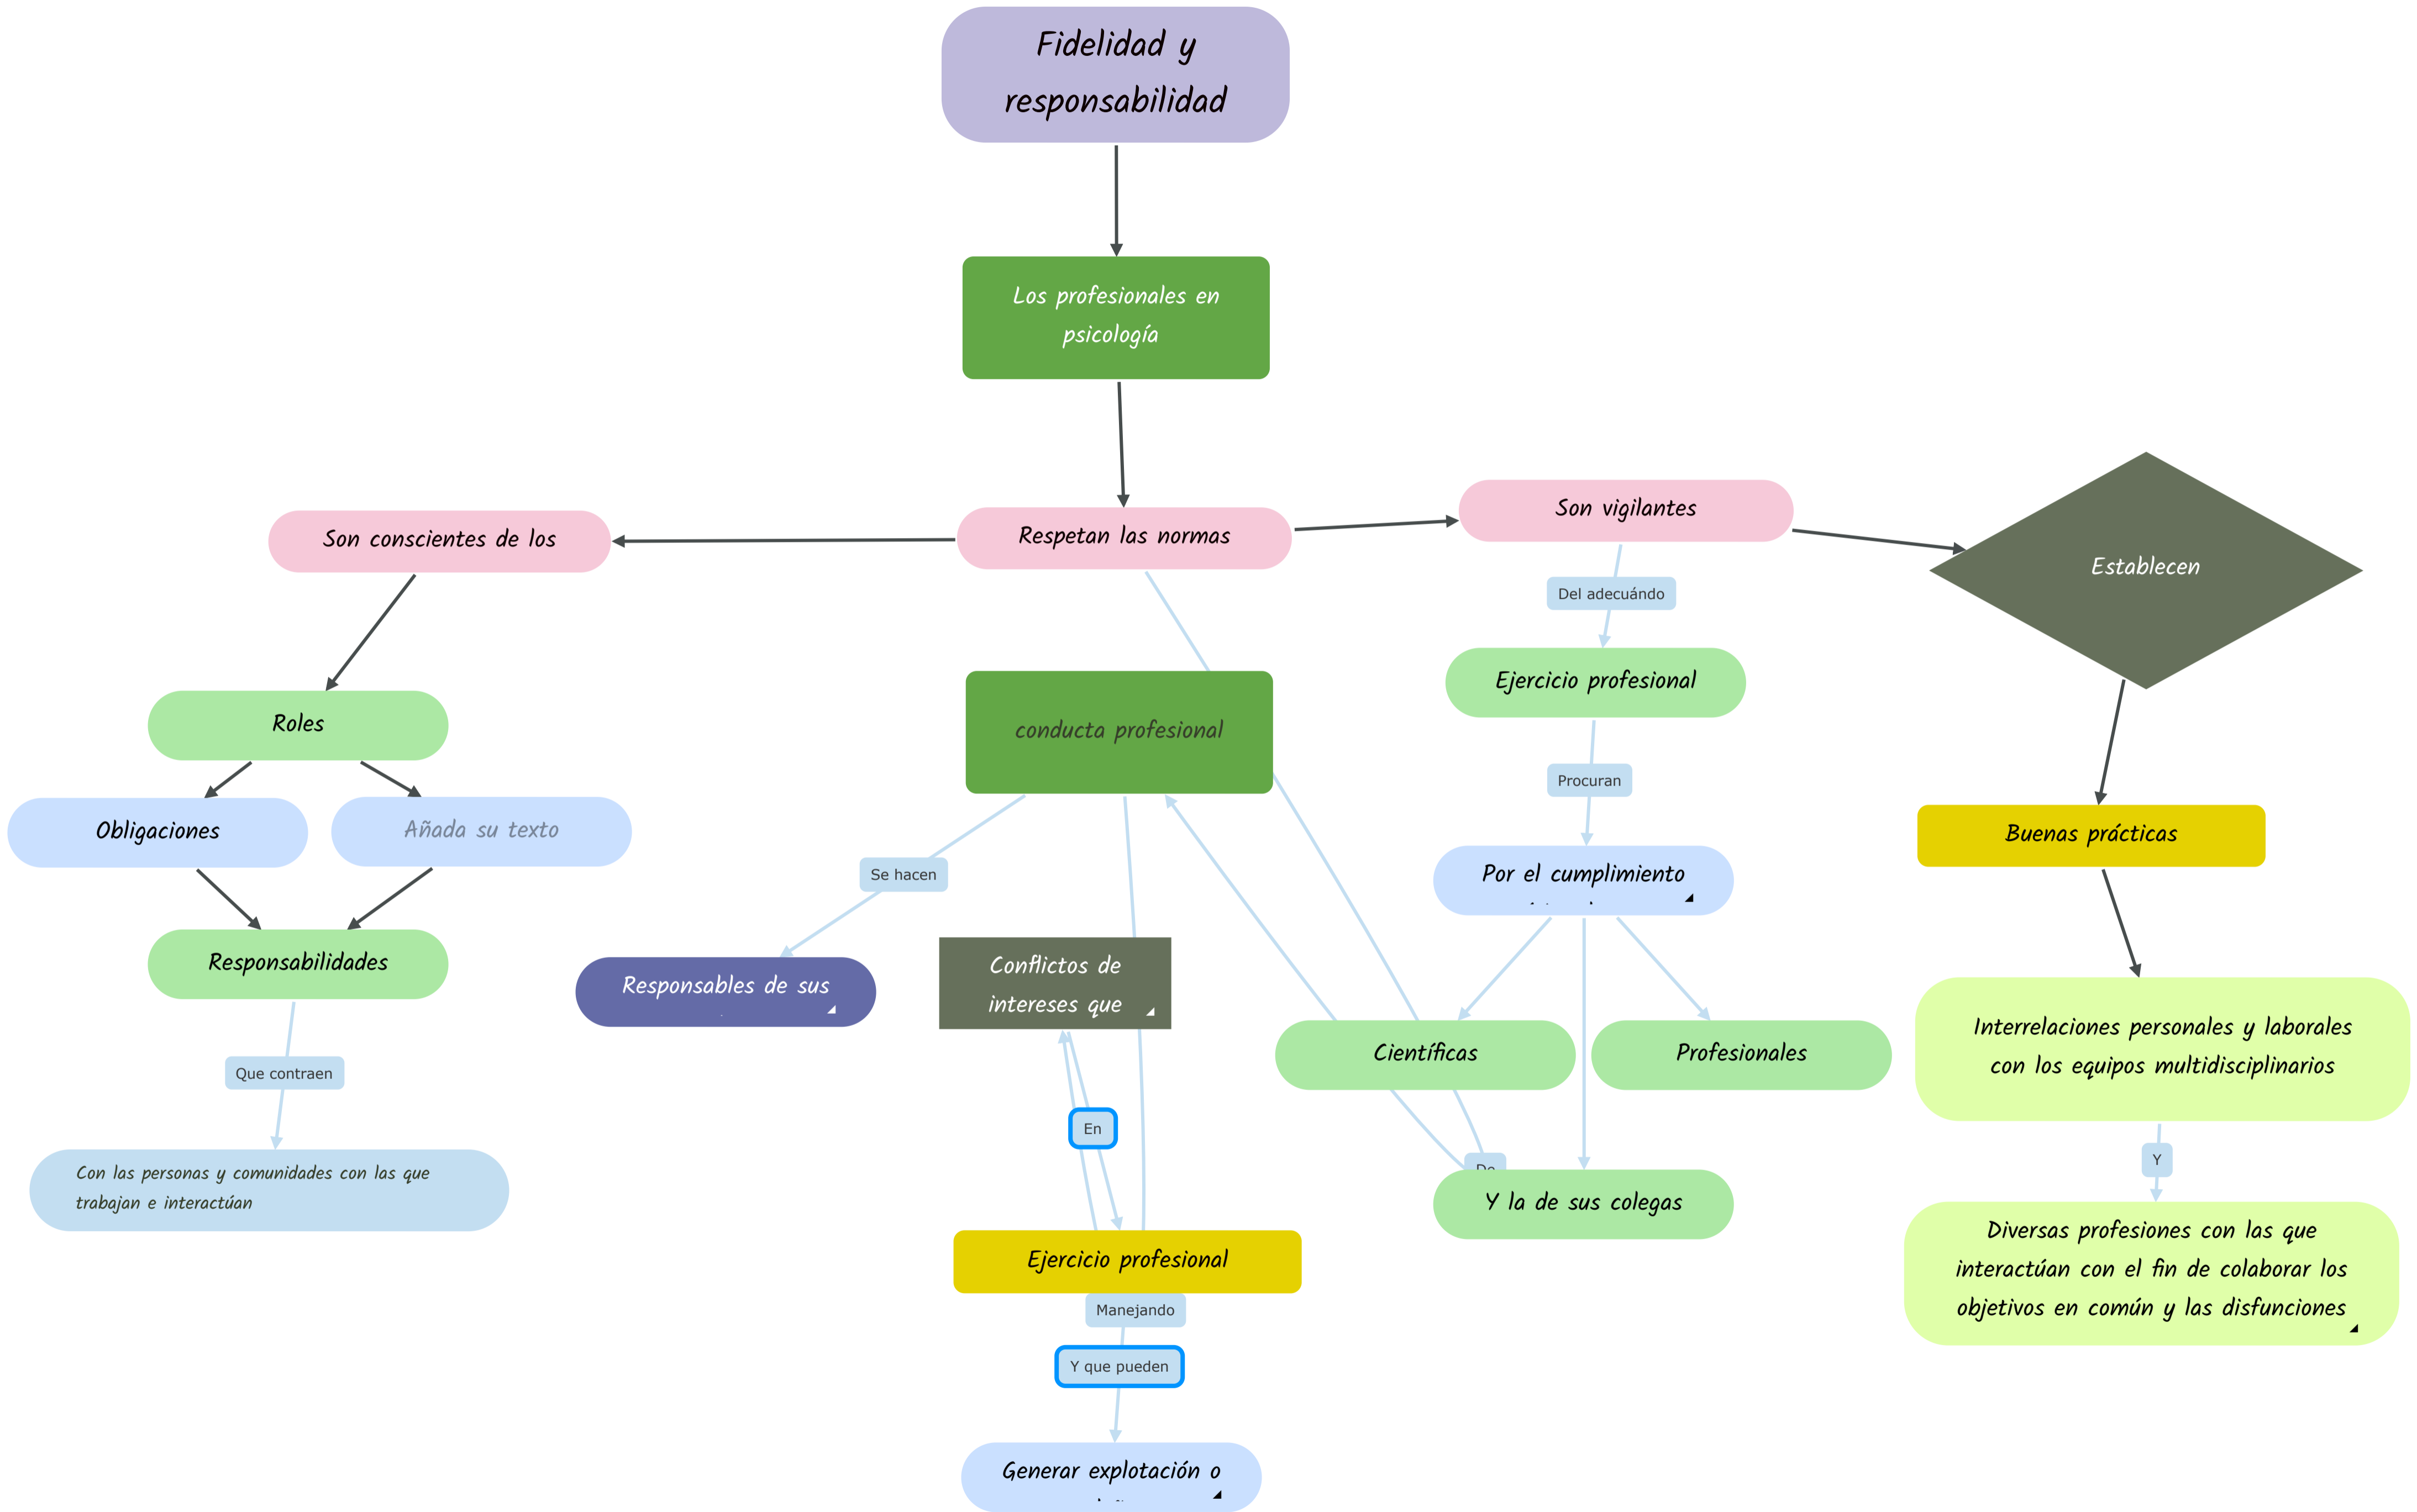 Fidelidad y
responsabilidad
Los profesionales en
psicología
Son conscientes de los
Respetan las normas
Son vigilantes
Establecen
Del adecuándo
Ejercicio profesional
Roles
conducta profesional
Procuran
Obligaciones
Añada su texto
Buenas prácticas
Se hacen
Por el cumplimiento
Responsabilidades
Responsables de sus
Conflictos de
intereses que
Científicas
Profesionales
Interrelaciones personales y laborales
con los equipos multidisciplinarios
Que contraen
En
Y
De
Con las personas y comunidades con las que
trabajan e interactúan
Y la de sus colegas
Ejercicio profesional
Diversas profesiones con las que
interactúan con el fin de colaborar los
objetivos en común y las disfunciones
Manejando
Y que pueden
Generar explotación o